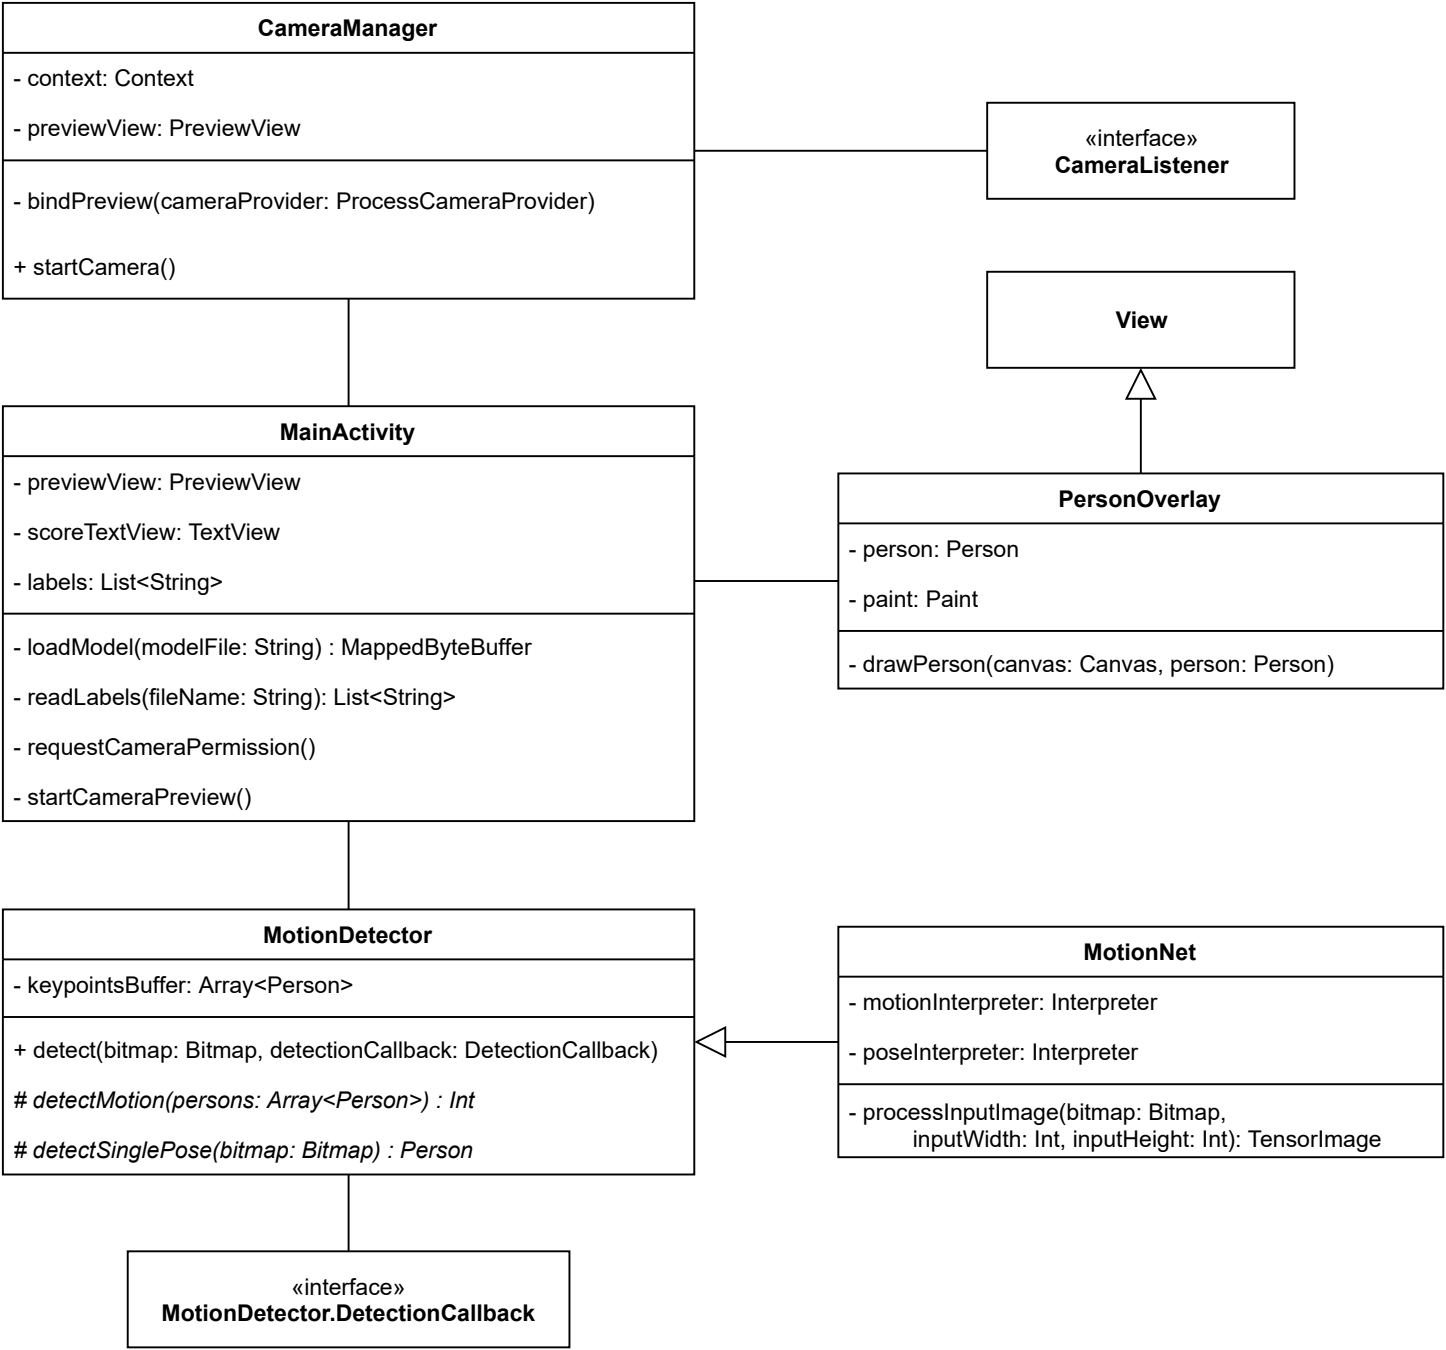 CameraManager
- context: Context
- previewView: PreviewView
- bindPreview(cameraProvider: ProcessCameraProvider)
+ startCamera()
«interface»
CameraListener
View
MainActivity
- previewView: PreviewView
- scoreTextView: TextView
- labels: List<String>
- loadModel(modelFile: String) : MappedByteBuffer
- readLabels(fileName: String): List<String>
- requestCameraPermission()
- startCameraPreview()
PersonOverlay
- person: Person
- paint: Paint
- drawPerson(canvas: Canvas, person: Person)
MotionDetector
- keypointsBuffer: Array<Person>
+ detect(bitmap: Bitmap, detectionCallback: DetectionCallback)
# detectMotion(persons: Array<Person>) : Int
# detectSinglePose(bitmap: Bitmap) : Person
MotionNet
- motionInterpreter: Interpreter
- poseInterpreter: Interpreter
- processInputImage(bitmap: Bitmap,
inputWidth: Int, inputHeight: Int): TensorImage
«interface»
MotionDetector.DetectionCallback